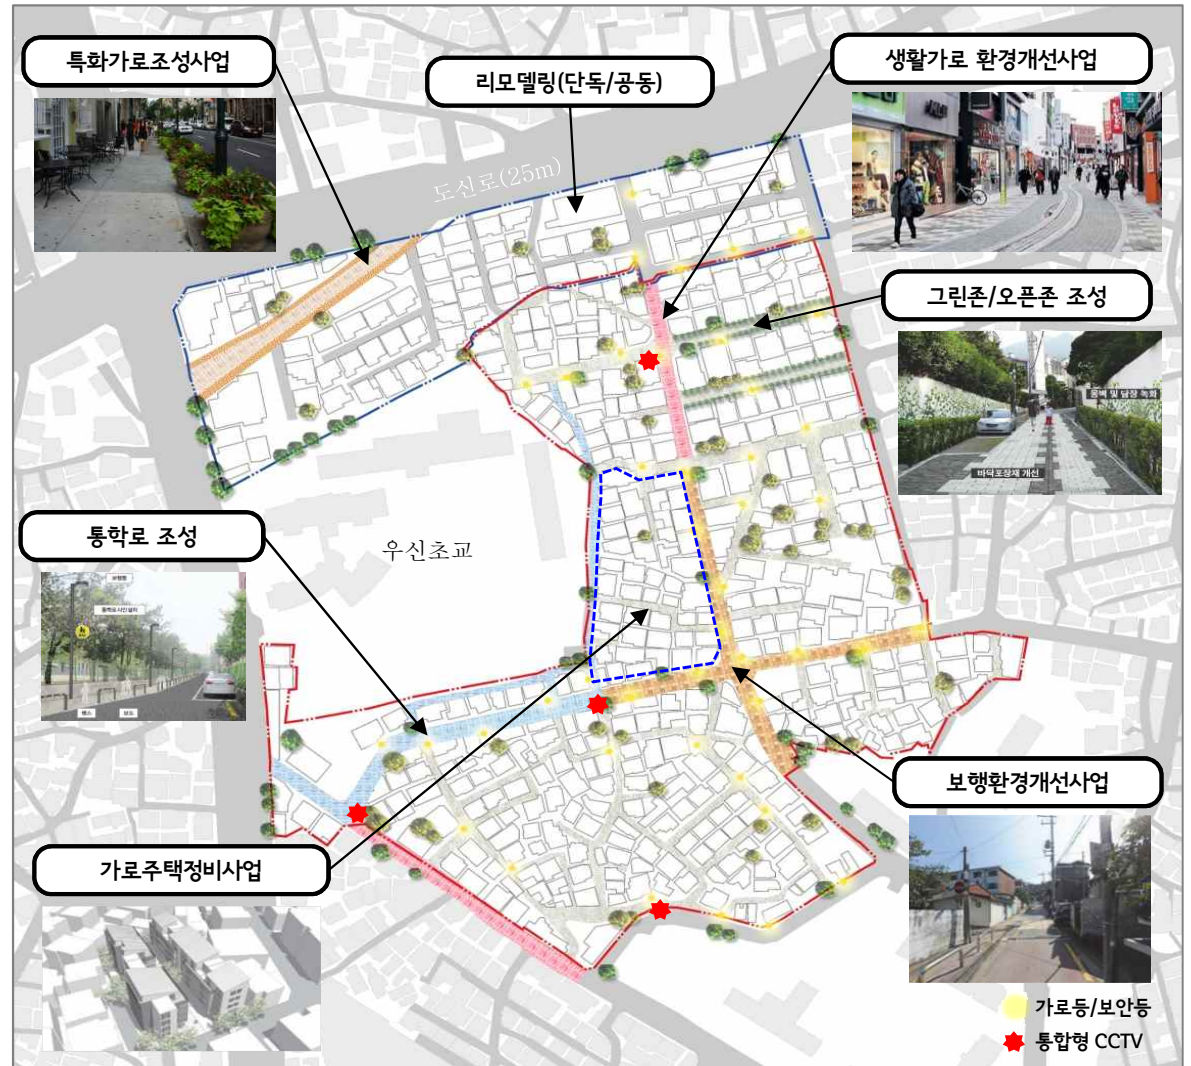 특화가로조성사업
리모델링(단독/공동)
생활가로 환경개선사업
도신로(25m)
그린존/오픈존 조성
옹벽 및 담장 녹화
바닥포장재 개선
통학로 조성
우신초교
보행환경개선사업
가로주택정비사업
가로등/보안등
통합형 CCTV